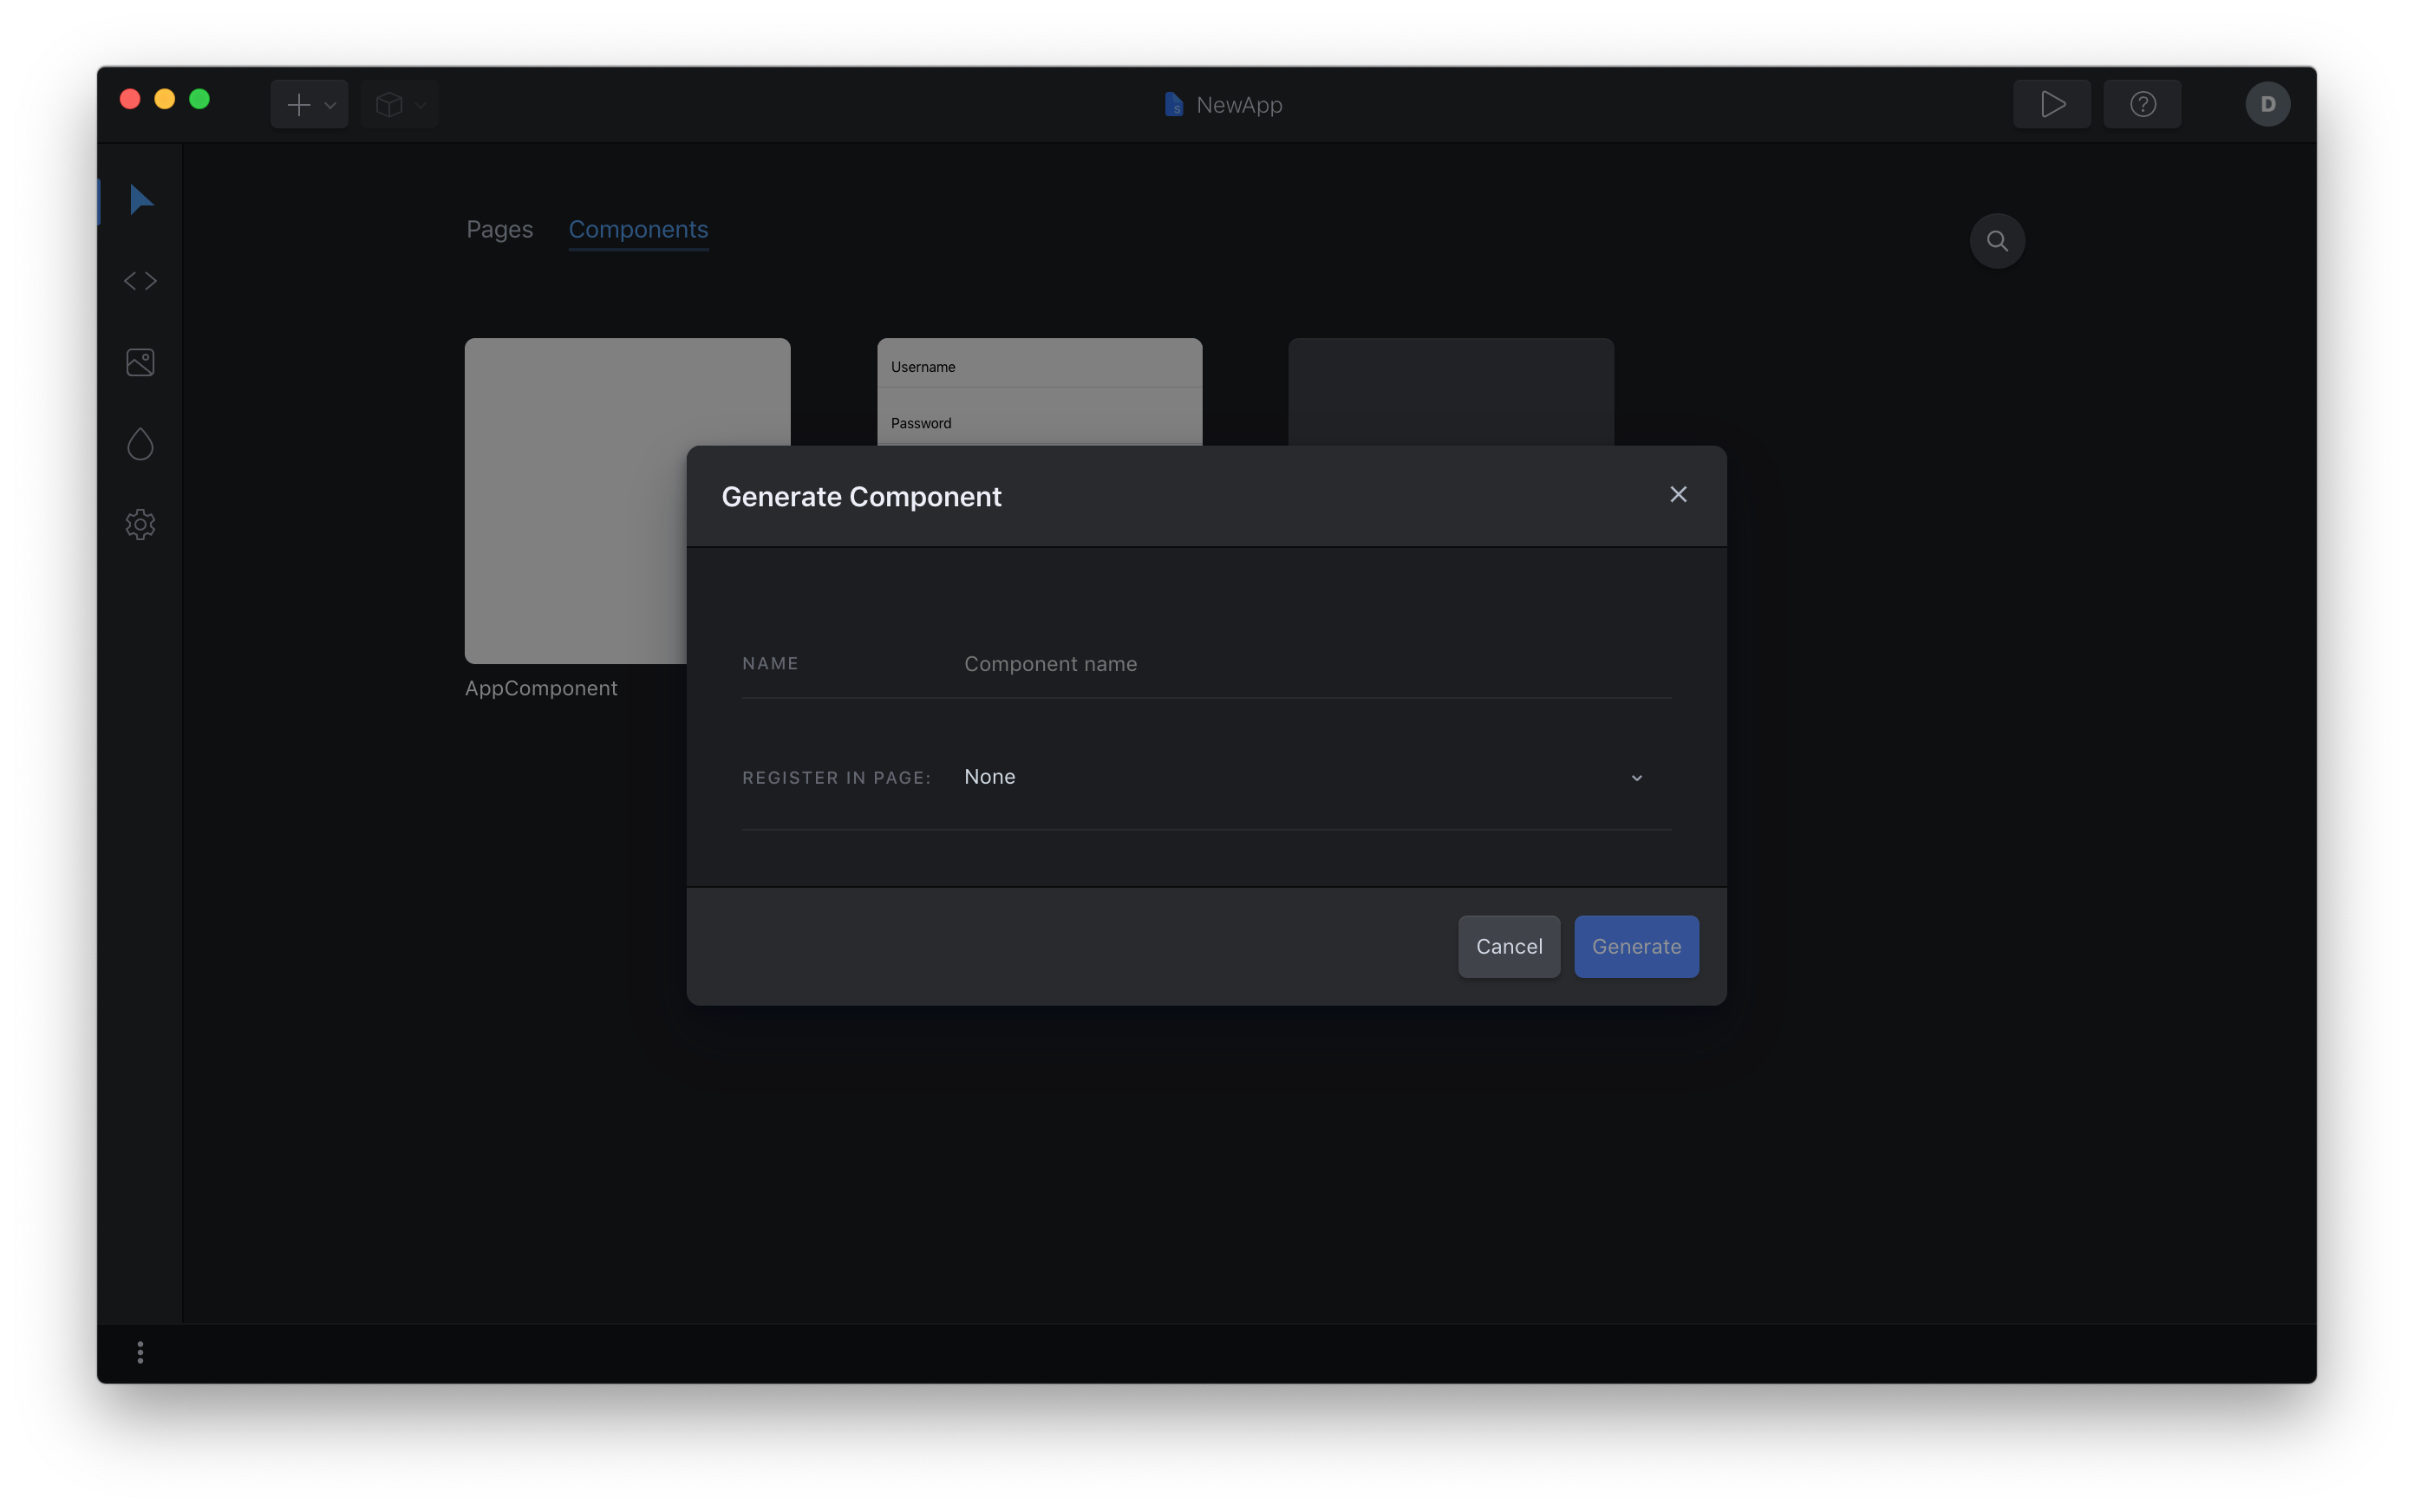 NewApp
D
Pages Components
Username
Password
Generate Component
NAME Component name
AppComponent
REGISTER IN PAGE: None
Cancel Generate